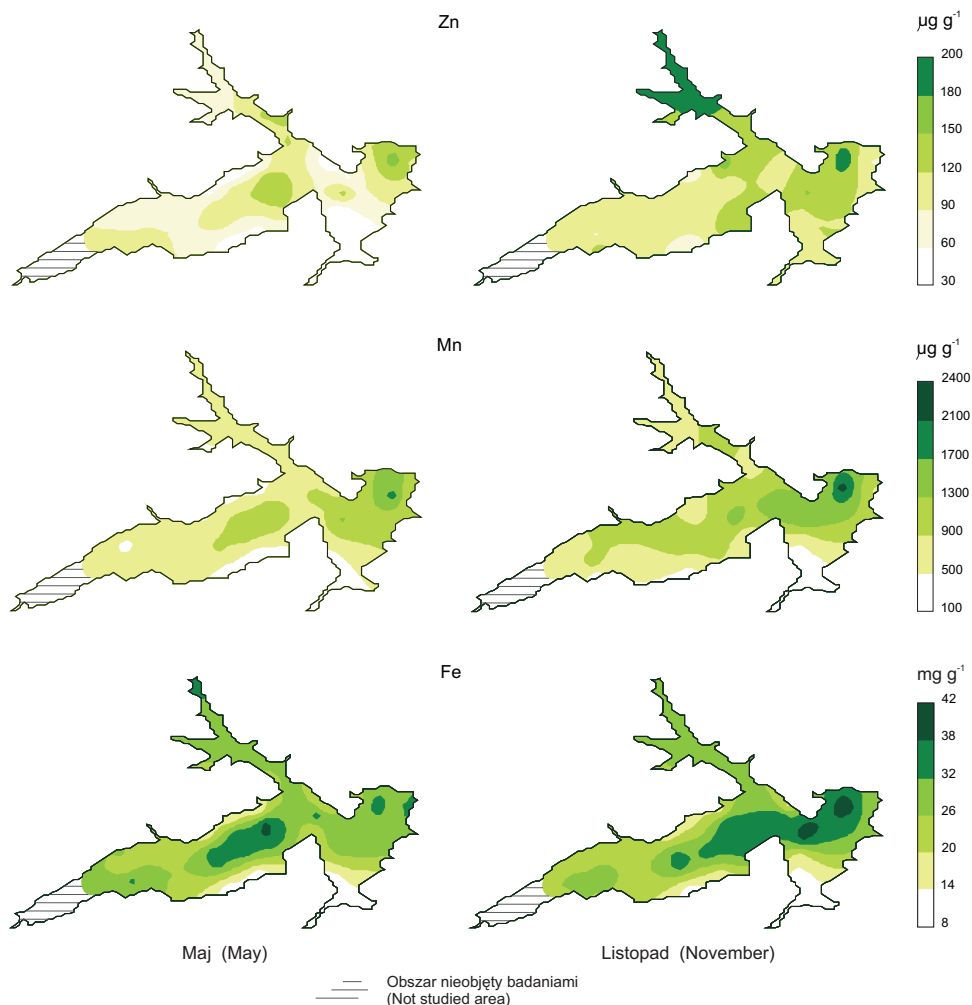 Zn
µg g-1
200
180
150
120
90
60
30
Mn
µg g-1
2400
2100
1700
1300
900
500
100
Fe
mg g-1
42
38
32
26
20
14
8
Maj (May)
Listopad (November)
Obszar nieobjęty badaniami
(Not studied area)